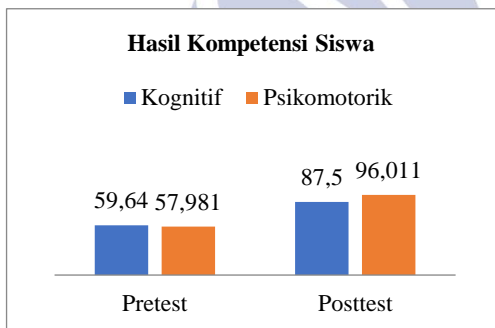 Hasil Kompetensi Siswa
Kognitif Psikomotorik
59,64 57,981 87,5 96,011
Pretest Posttest